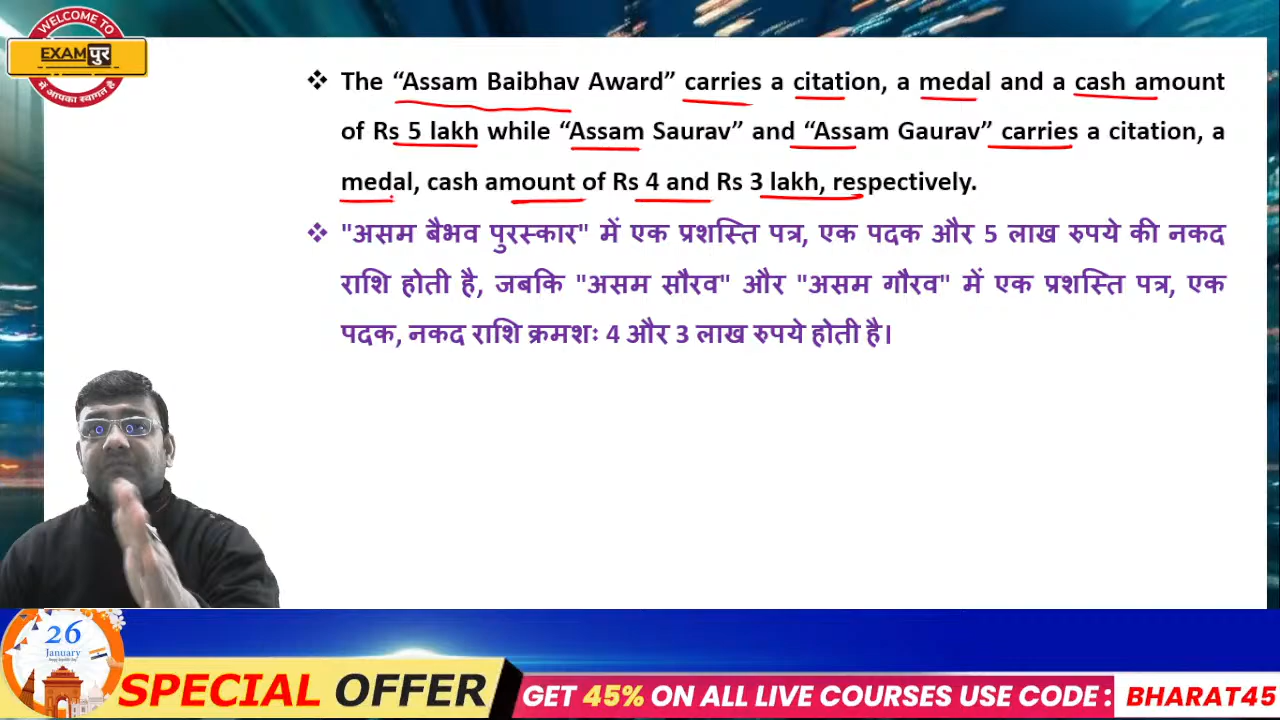 WELCOME TO
EXAMपुर
में आपका स्वागत है
❖ The “Assam Baibhav Award” carries a citation, a medal and a cash amount
of Rs 5 lakh while “Assam Saurav” and “Assam Gaurav” carries a citation, a
medal, cash amount of Rs 4 and Rs 3 lakh, respectively.
❖ "असम बैभव पुरस्कार" में एक प्रशस्ति पत्र, एक पदक और 5 लाख रुपये की नकद
राशि होती है, जबकि "असम सौरव" और "असम गौरव" में एक प्रशस्ति पत्र, एक
पदक, नकद राशि क्रमशः 4 और 3 लाख रुपये होती है।
26
January
SPECIAL OFFER
GET 45% ON ALL LIVE COURSES USE CODE : BHARAT45